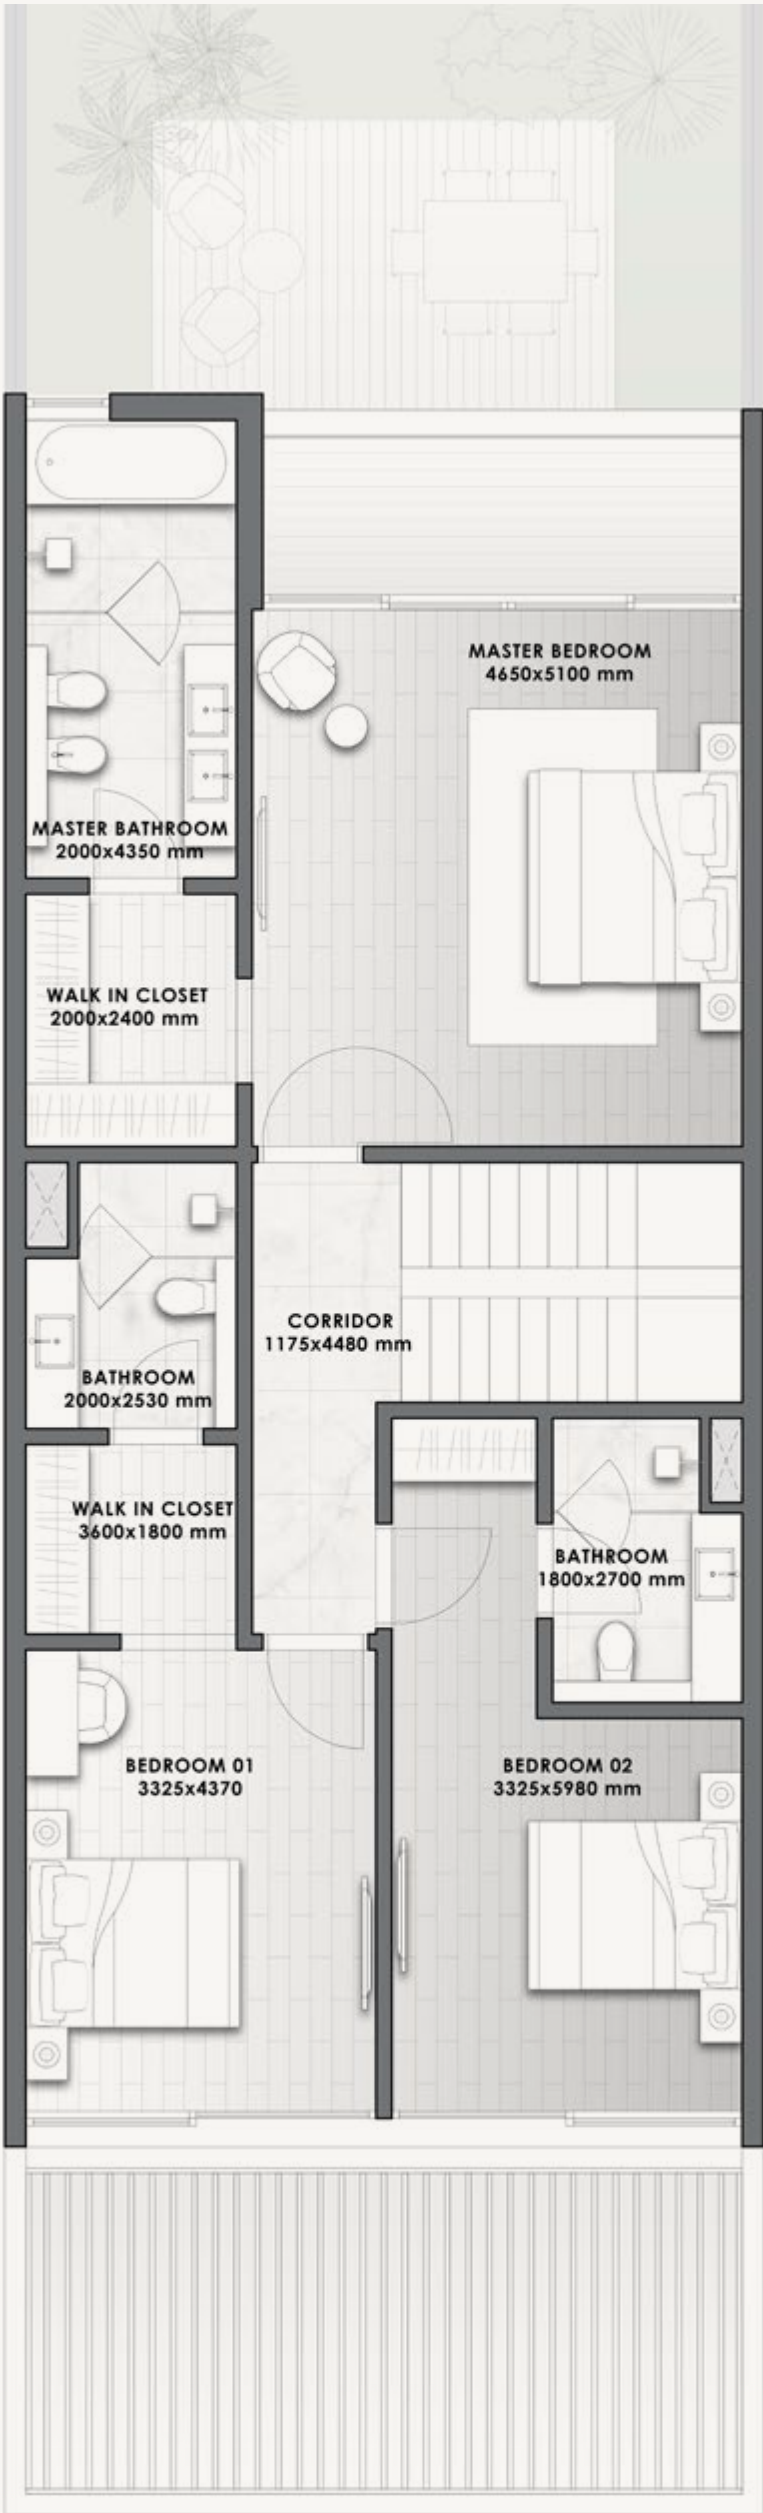 MASTER BEDROOM
4650x5100 mm
MASTER BATHROOM
2000x4350 mm
WALK IN CLOSET
2000x2400 mm
CORRIDOR
1175x4480 mm
BATHROOM
2000x2530 mm
WALK IN CLOSET
3600x1800 mm
BATHROOM
1800x2700 mm
BEDROOM 01
3325x4370
BEDROOM 02
3325x5980 mm